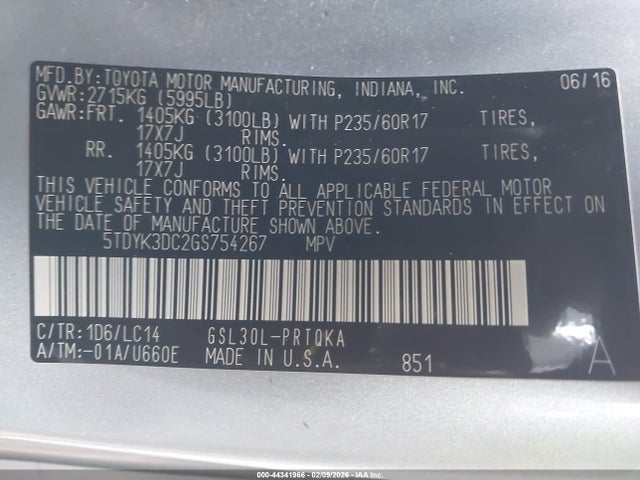 MFD.BY:TOYOTA MOTOR MANUFACTURING, INDIANA, INC. 06/16
GVWR:2715KG (5995LB)
GAWR:FRT. 1405KG (3100LB) WITH P235/60R17 TIRES,
17X7J RIMS.
RR. 1405KG (3100LB) WITH P235/60R17 TIRES,
17X7J RIMS.
THIS VEHICLE CONFORMS TO ALL APPLICABLE FEDERAL MOTOR
VEHICLE SAFETY AND THEFT PREVENTION STANDARDS IN EFFECT ON
THE DATE OF MANUFACTURE SHOWN ABOVE.
5TDYK3DC2GS754267 MPV
C/TR:1D6/LC14 GSL30L-PRTQKA
A/TM:-01A/U660E MADE IN U.S.A. 851 A
000-44341966 - 02/09/2026 - IAAI.COM